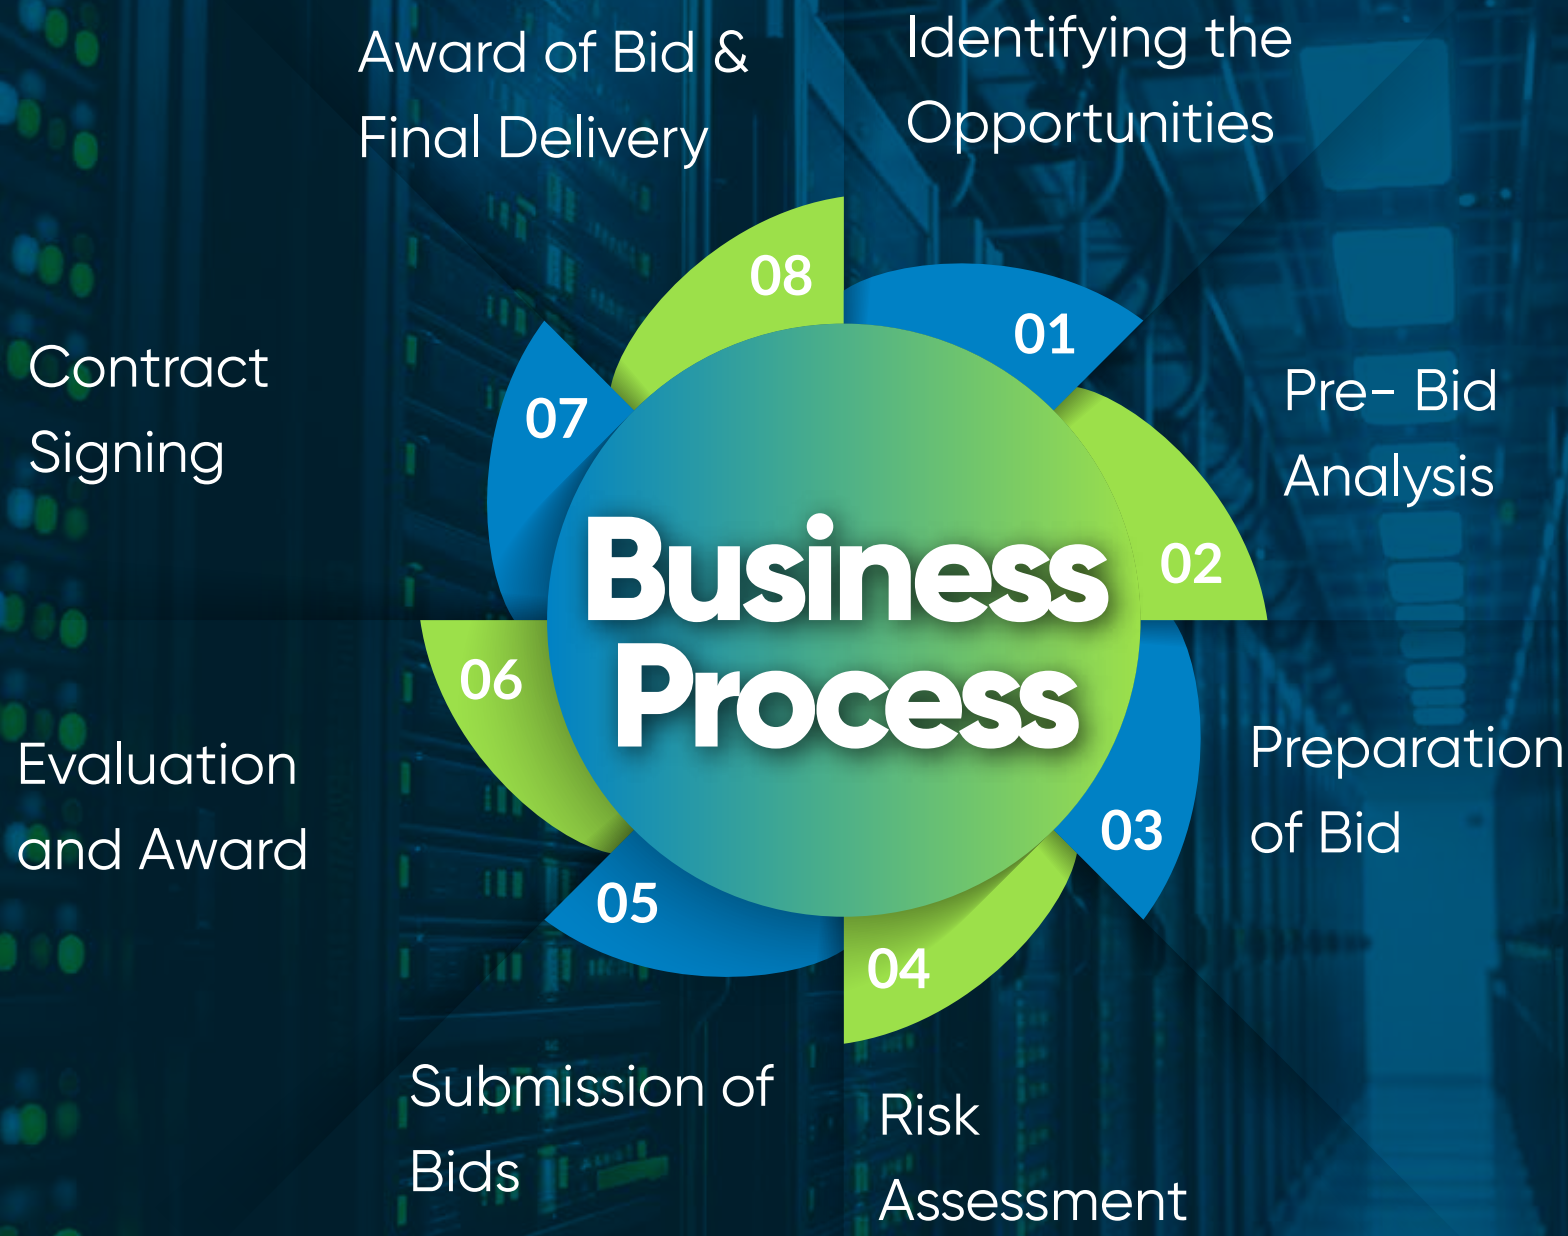 Business
Process
01
Identifying the
Opportunities
02
Pre- Bid
Analysis
03
Preparation
of Bid
04
Risk
Assessment
05
Submission of
Bids
06
Evaluation
and Award
07
Contract
Signing
08
Award of Bid &
Final Delivery